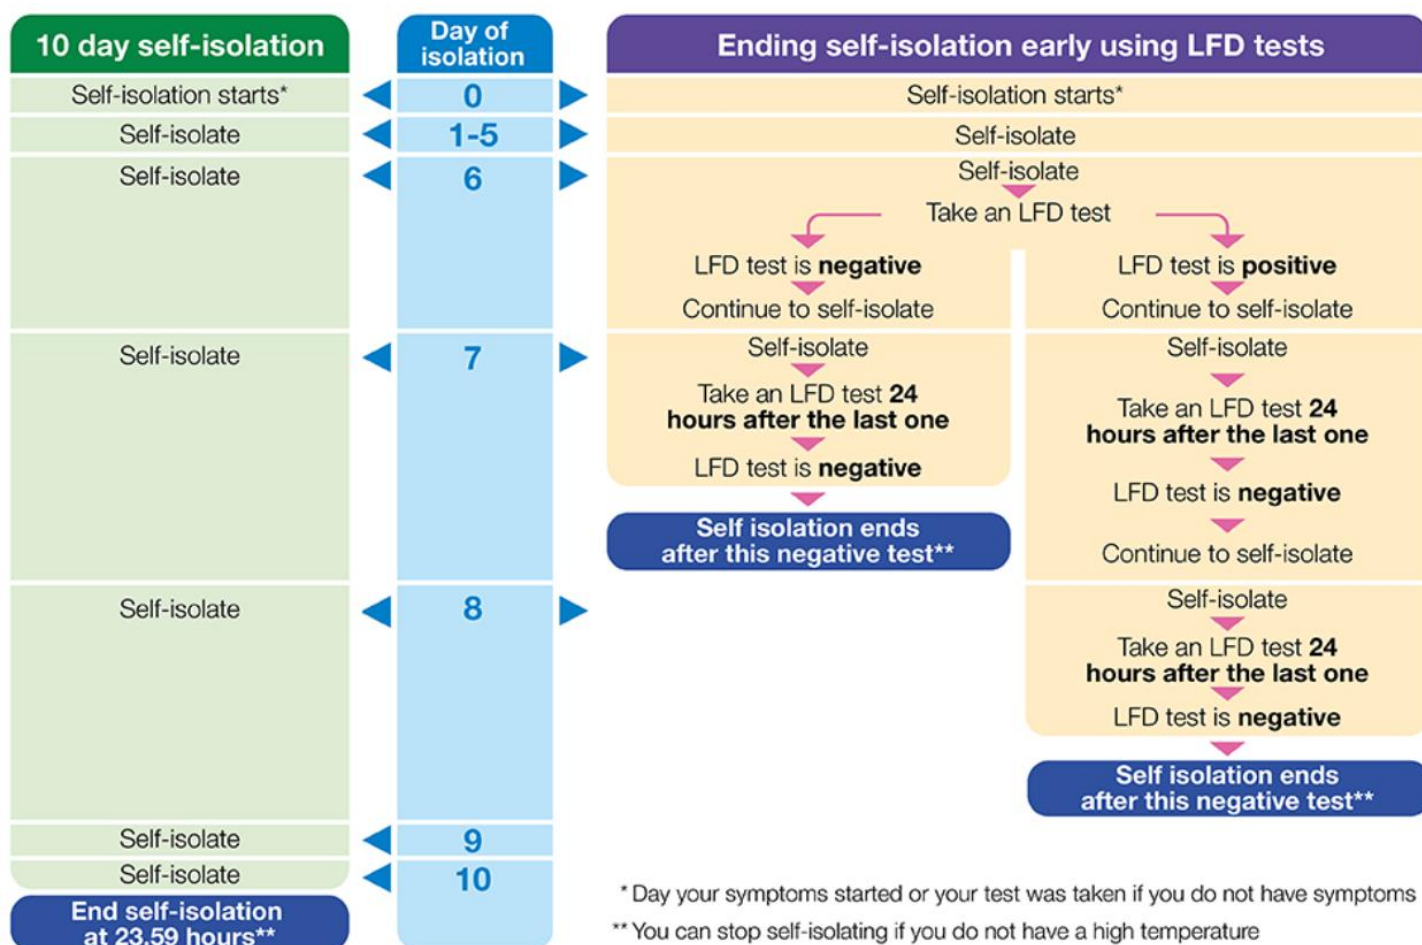 10 day self-isolation
Day of
isolation
Ending self-isolation early using LFD tests
Self-isolation starts*
0
Self-isolation starts*
Self-isolate
1-5
Self-isolate
Self-isolate
6
Self-isolate
Take an LFD test
LFD test is negative
Continue to self-isolate
LFD test is positive
Continue to self-isolate
Self-isolate
7
Self-isolate
Take an LFD test 24
hours after the last one
LFD test is negative
Self isolation ends
after this negative test**
Self-isolate
Take an LFD test 24
hours after the last one
LFD test is negative
Continue to self-isolate
Self-isolate
8
Self-isolate
Take an LFD test 24
hours after the last one
LFD test is negative
Self isolation ends
after this negative test**
Self-isolate
9
Self-isolate
10
End self-isolation
at 23.59 hours**
* Day your symptoms started or your test was taken if you do not have symptoms
** You can stop self-isolating if you do not have a high temperature